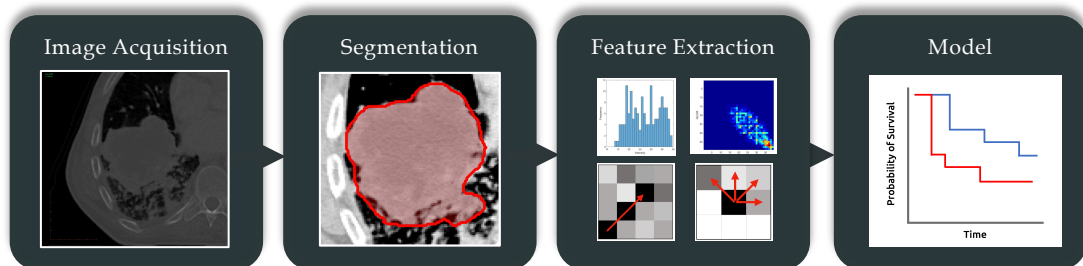 Image Acquisition
Segmentation
Feature Extraction
Model
Probability of Survival
Time